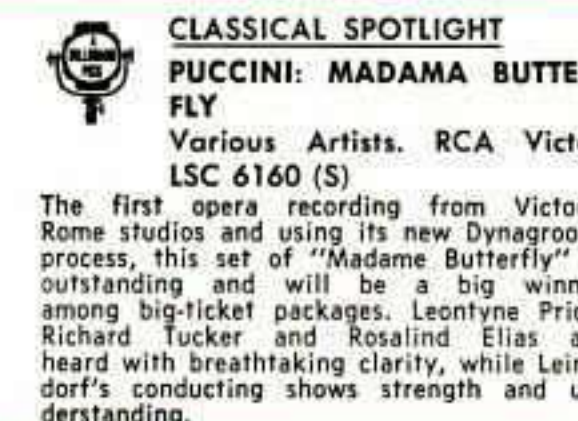 A
BILLBOARD
PICK
CLASSICAL SPOTLIGHT
PUCCINI: MADAMA BUTTE
FLY
Various Artists. RCA Vict
LSC 6160 (S)
The first opera recording from Victo
Rome studios and using its new Dynagroo
process, this set of "Madame Butterfly"
outstanding and will be a big winn
among big-ticket packages. Leontyne Pric
Richard Tucker and Rosalind Elias a
heard with breathtaking clarity, while Lein
dorf's conducting shows strength and u
derstanding.